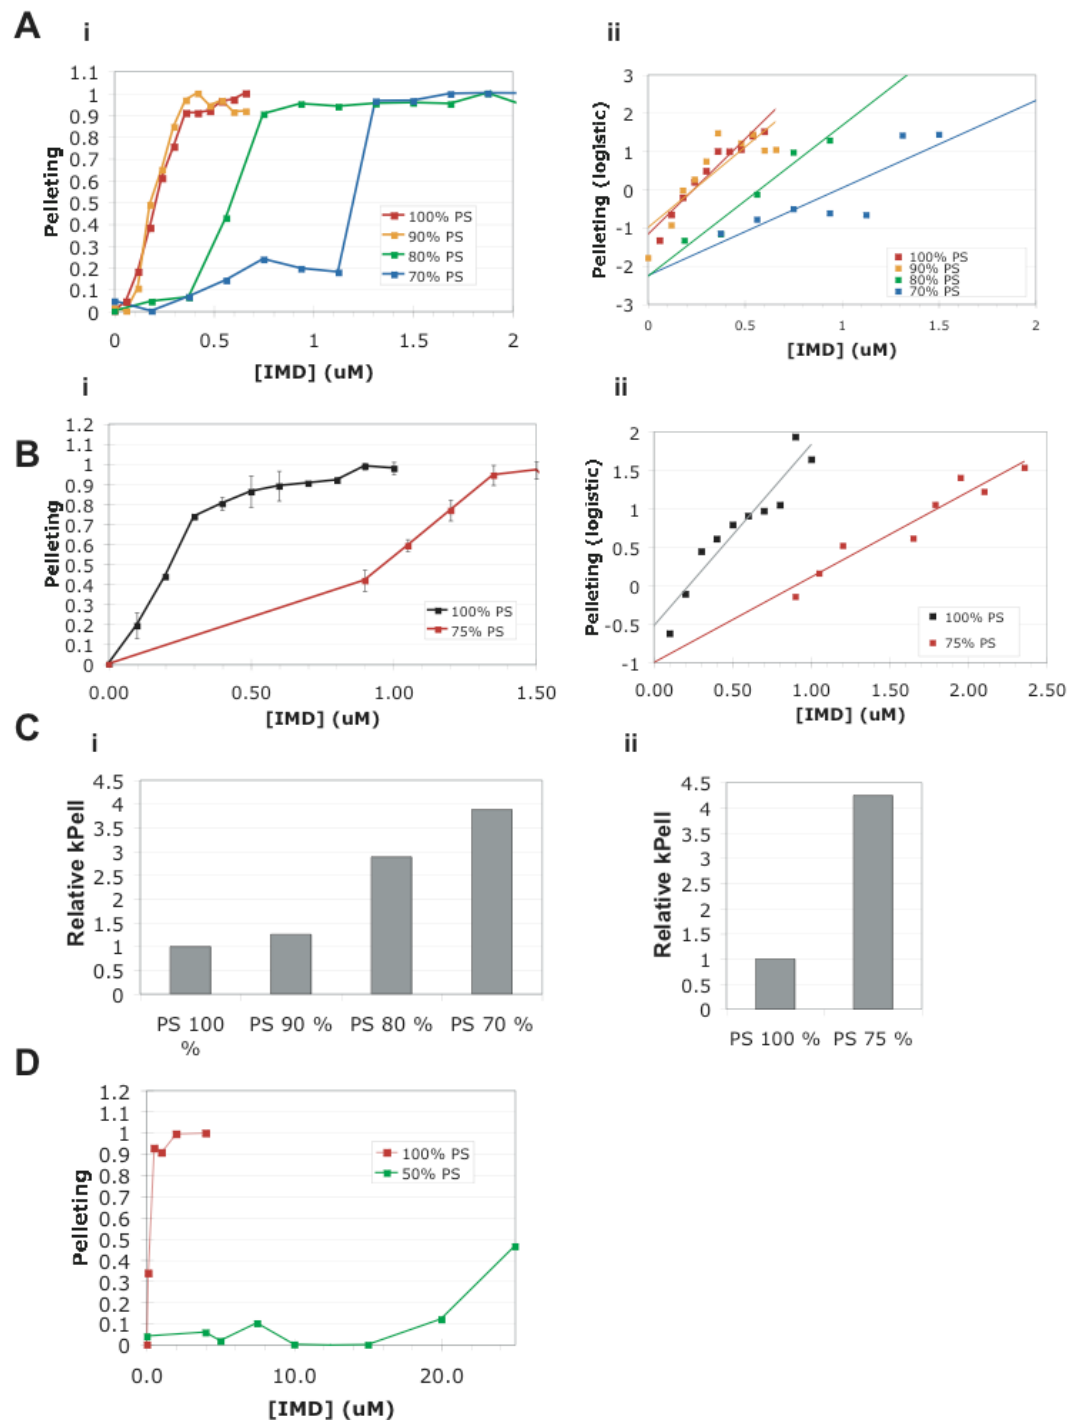 A
i
Pelleting
1.1
1
0.9
0.8
0.7
0.6
0.5
0.4
0.3
0.2
0.1
0
100% PS
90% PS
80% PS
70% PS
0 0.5 1 1.5 2
[IMD] (uM)
ii
Pelleting {logistic}
3
2
1
0
-1
-2
-3
100% PS
90% PS
80% PS
70% PS
0 0.5 1 1.5 2
[IMD] (uM)
B
i
Pelleting
1.2
1.1
1
0.9
0.8
0.7
0.6
0.5
0.4
0.3
0.2
0.1
0
100% PS
75% PS
0.00 0.50 1.00 1.50
[IMD] (uM)
ii
Pelleting {logistic}
2
1.5
1
0.5
0
-0.5
-1
100% PS
75% PS
0.00 0.50 1.00 1.50 2.00 2.50
[IMD] (uM)
C
i
Relative kPell
4.5
4
3.5
3
2.5
2
1.5
1
0.5
0
PS 100 % PS 90 % PS 80 % PS 70 %
ii
Relative kPell
4.5
4
3.5
3
2.5
2
1.5
1
0.5
0
PS 100 % PS 75 %
D
Pelleting
1.2
1.1
1
0.9
0.8
0.7
0.6
0.5
0.4
0.3
0.2
0.1
0
100% PS
50% PS
0.0 10.0 20.0
[IMD] (uM)